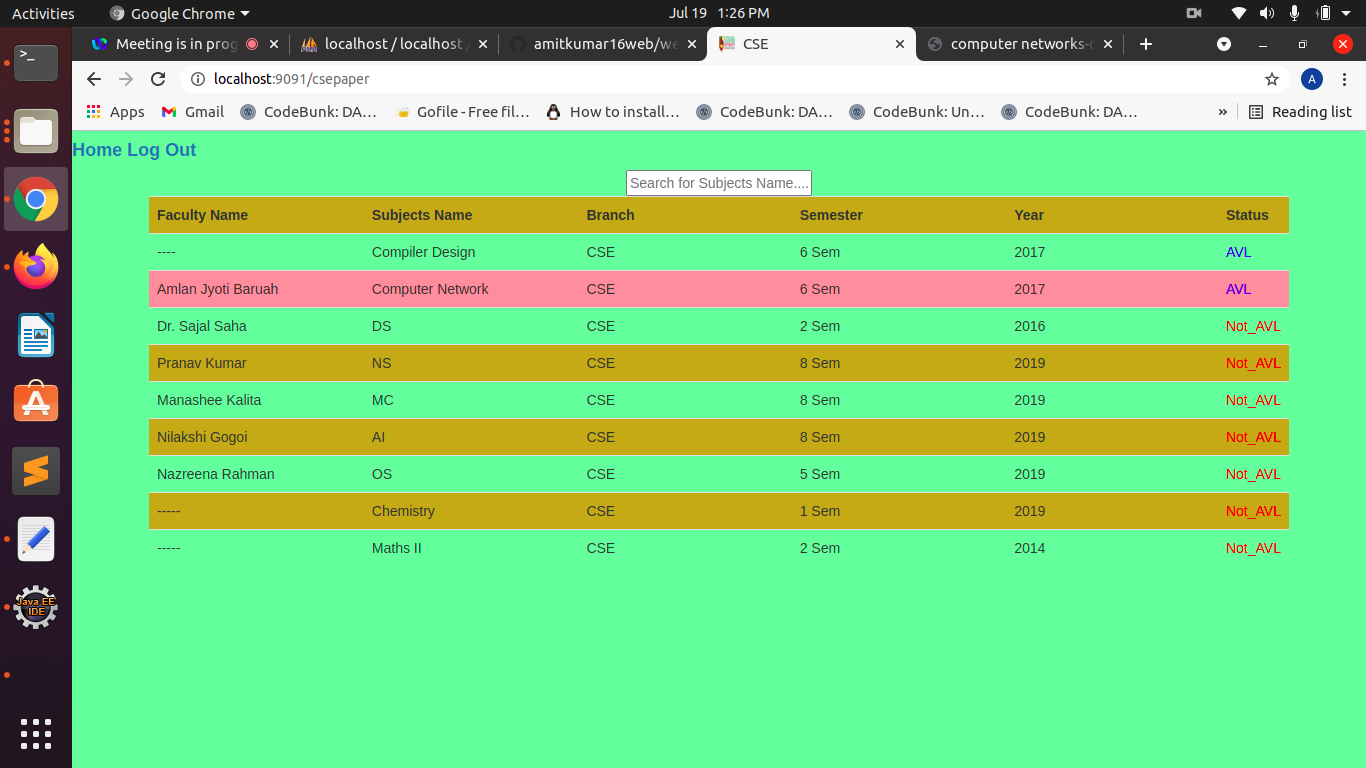 Activities Google Chrome Jul 19 1:26 PM
Meeting is in prog localhost / localhost / amitkumar16web/we CSE computer networks-
localhost:9091/csepaper A
Apps Gmail CodeBunk: DA… Gofile - Free fil… How to install… CodeBunk: DA… CodeBunk: Un… CodeBunk: DA… » Reading list
Home Log Out
Search for Subjects Name....
Faculty Name Subjects Name Branch Semester Year Status
---- Compiler Design CSE 6 Sem 2017 AVL
Amlan Jyoti Baruah Computer Network CSE 6 Sem 2017 AVL
Dr. Sajal Saha DS CSE 2 Sem 2016 Not_AVL
Pranav Kumar NS CSE 8 Sem 2019 Not_AVL
Manashee Kalita MC CSE 8 Sem 2019 Not_AVL
Nilakshi Gogoi AI CSE 8 Sem 2019 Not_AVL
Nazreena Rahman OS CSE 5 Sem 2019 Not_AVL
----- Chemistry CSE 1 Sem 2019 Not_AVL
----- Maths II CSE 2 Sem 2014 Not_AVL
>_
Java EE
IDE